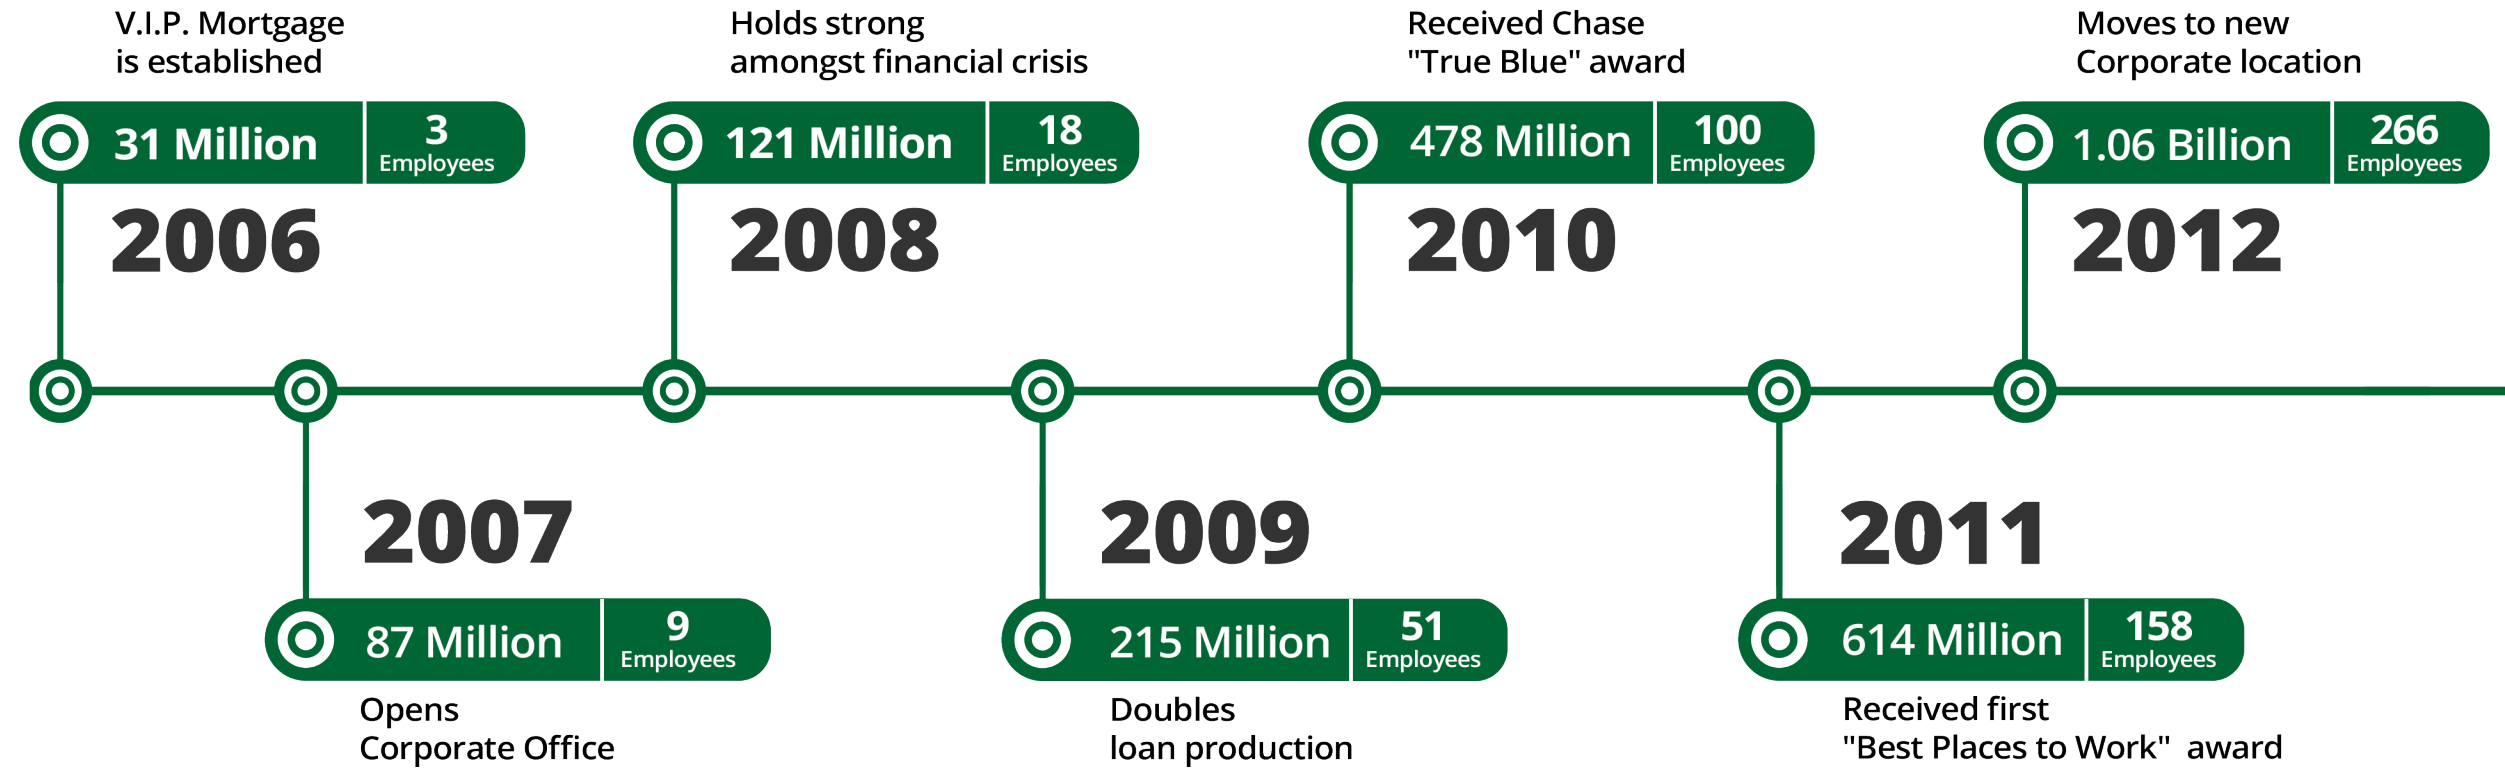 V.I.P. Mortgage
is established
31 Million
3
Employees
2006
Holds strong
amongst financial crisis
121 Million
18
Employees
2008
Received Chase
"True Blue" award
478 Million
100
Employees
2010
Moves to new
Corporate location
1.06 Billion
266
Employees
2012
2007
87 Million
9
Employees
Opens
Corporate Office
2009
215 Million
51
Employees
Doubles
loan production
2011
614 Million
158
Employees
Received first
"Best Places to Work"  award